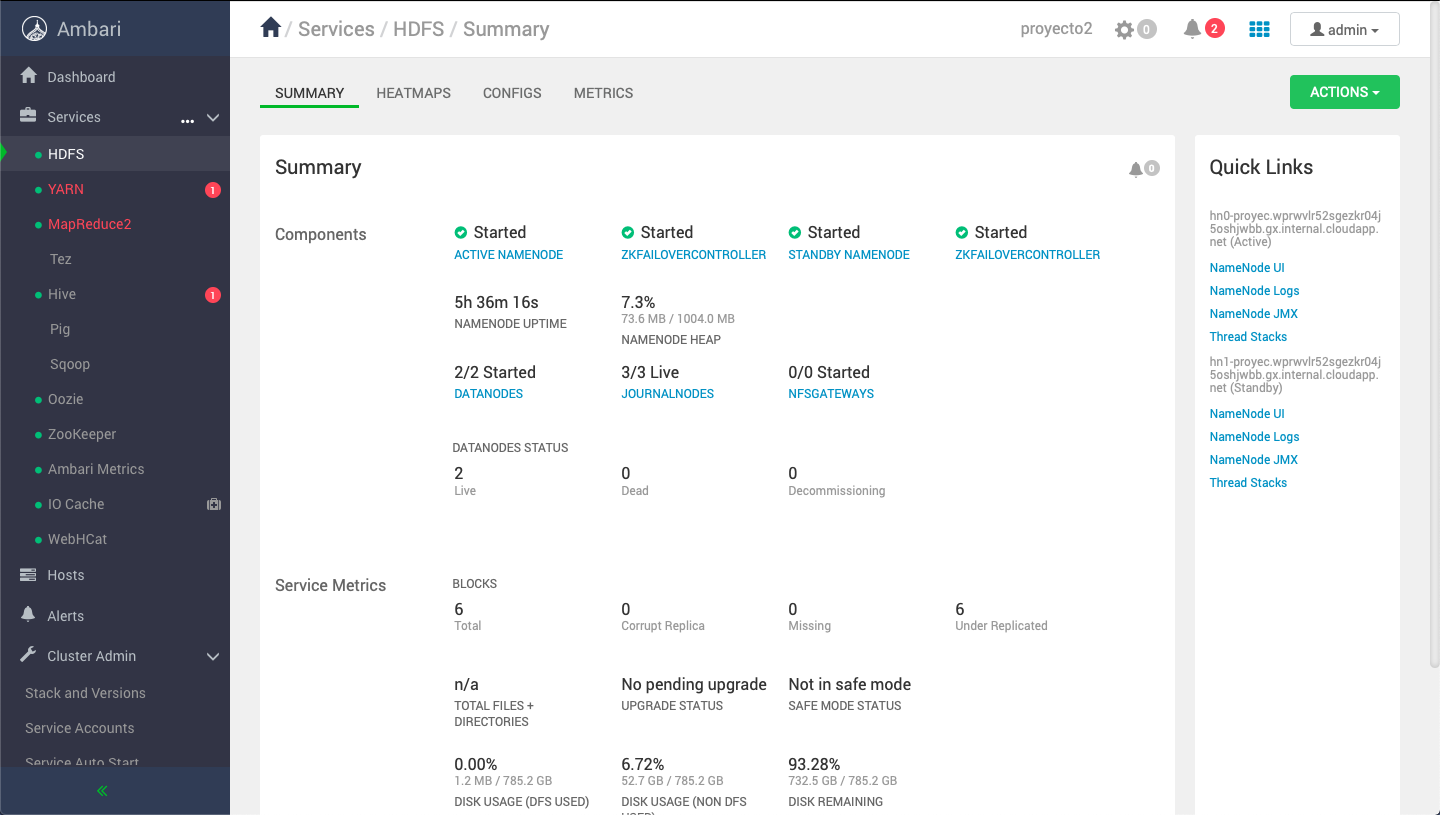 Ambari
/ Services / HDFS / Summary
proyecto2
0
2
admin
Dashboard
Services
...
HDFS
YARN
1
MapReduce2
Tez
Hive
1
Pig
Sqoop
Oozie
ZooKeeper
Ambari Metrics
IO Cache
WebHCat
Hosts
Alerts
Cluster Admin
Stack and Versions
Service Accounts
Service Auto Start
SUMMARY
HEATMAPS
CONFIGS
METRICS
ACTIONS
Summary
0
Components
Started
ACTIVE NAMENODE
Started
ZKFAILOVERCONTROLLER
Started
STANDBY NAMENODE
Started
ZKFAILOVERCONTROLLER
5h 36m 16s
NAMENODE UPTIME
7.3%
73.6 MB / 1004.0 MB
NAMENODE HEAP
2/2 Started
DATANODES
3/3 Live
JOURNALNODES
0/0 Started
NFSGATEWAYS
DATANODES STATUS
2
Live
0
Dead
0
Decommissioning
Service Metrics
BLOCKS
6
Total
0
Corrupt Replica
0
Missing
6
Under Replicated
n/a
TOTAL FILES +
DIRECTORIES
No pending upgrade
UPGRADE STATUS
Not in safe mode
SAFE MODE STATUS
0.00%
1.2 MB / 785.2 GB
DISK USAGE (DFS USED)
6.72%
52.7 GB / 785.2 GB
DISK USAGE (NON DFS
USED)
93.28%
732.5 GB / 785.2 GB
DISK REMAINING
Quick Links
hn0-proyec.wprwvlr52sgezkr04j
5oshjwbb.gx.internal.cloudapp.
net (Active)
NameNode UI
NameNode Logs
NameNode JMX
Thread Stacks
hn1-proyec.wprwvlr52sgezkr04j
5oshjwbb.gx.internal.cloudapp.
net (Standby)
NameNode UI
NameNode Logs
NameNode JMX
Thread Stacks